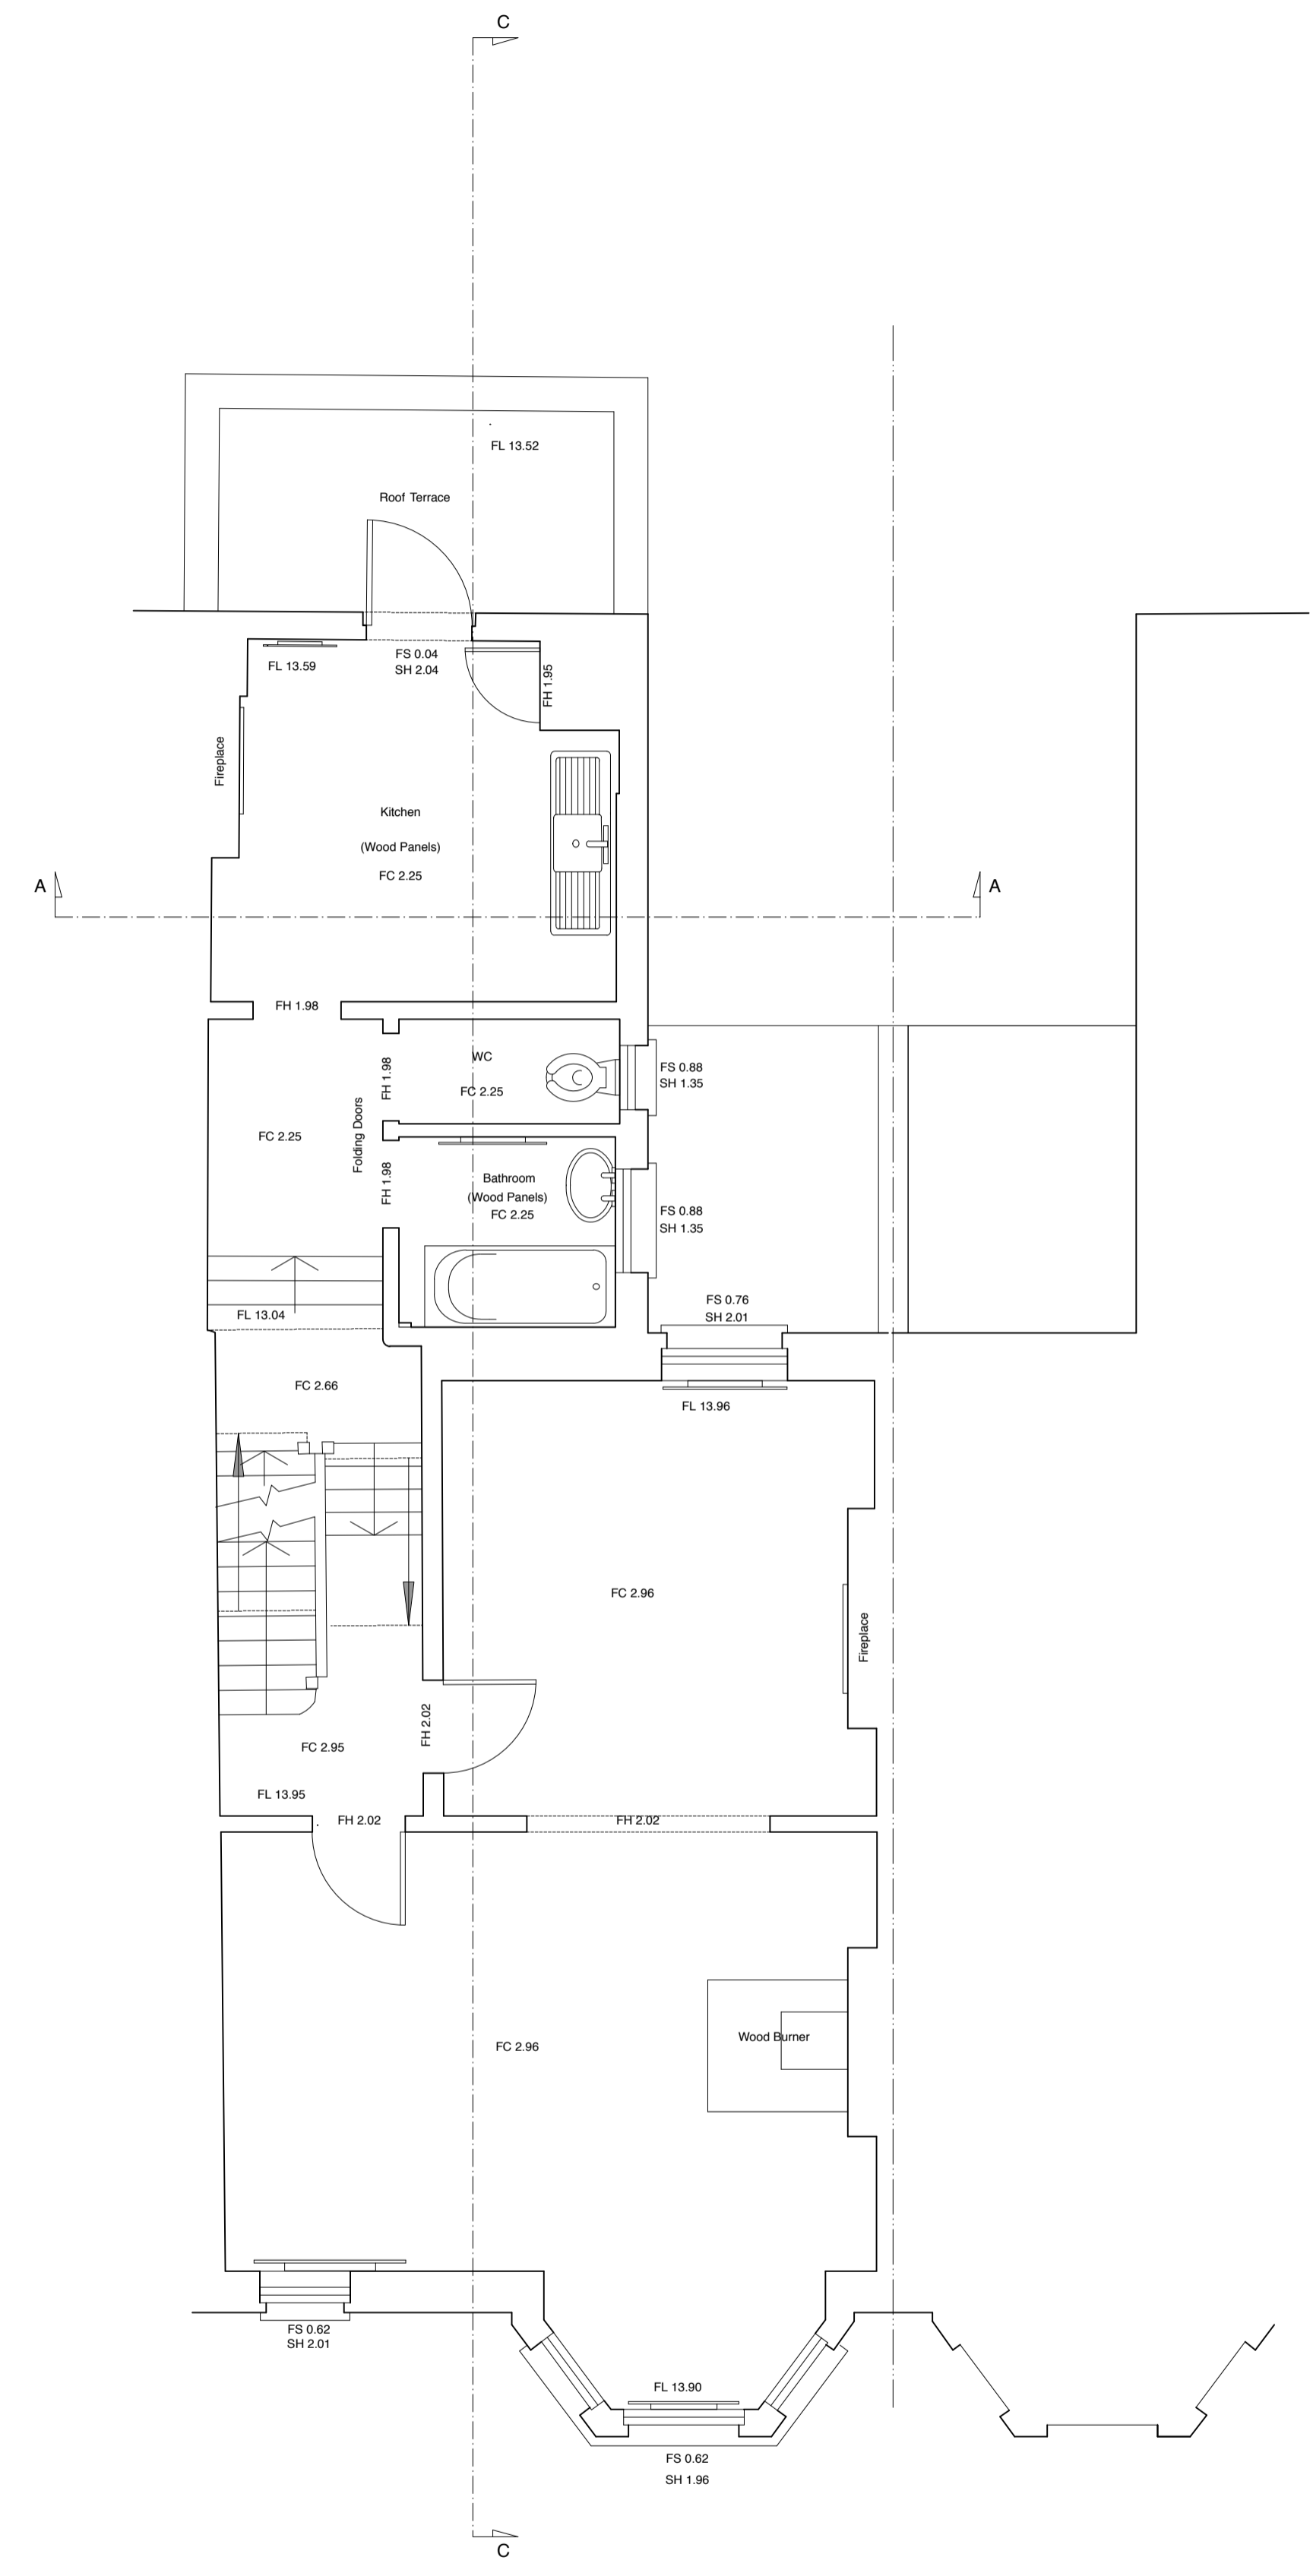 C
FL 13.52
Roof Terrace
FS 0.04
SH 2.04
FL 13.59
FH 1.95
Fireplace
Kitchen
(Wood Panels)
FC 2.25
A
A
FH 1.98
WC
FC 2.25
FH 1.98
FS 0.88
SH 1.35
Folding Doors
FC 2.25
FH 1.98
Bathroom
(Wood Panels)
FC 2.25
FS 0.88
SH 1.35
FS 0.76
SH 2.01
FL 13.04
FC 2.66
FL 13.96
FC 2.96
Fireplace
FH 2.02
FC 2.95
FL 13.95
FH 2.02
FH 2.02
FC 2.96
Wood Burner
FS 0.62
SH 2.01
FL 13.90
FS 0.62
SH 1.96
C